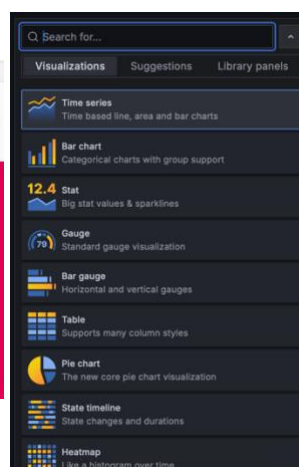 Search for...
Visualizations Suggestions Library panels
Time series
Time based line, area and bar charts
Bar chart
Categorical charts with group support
12.4 Stat
Big stat values & sparklines
79 Gauge
Standard gauge visualization
Bar gauge
Horizontal and vertical gauges
Table
Supports many column styles
Pie chart
The new core pie chart visualization
State timeline
State changes and durations
Heatmap
Like a histogram over time